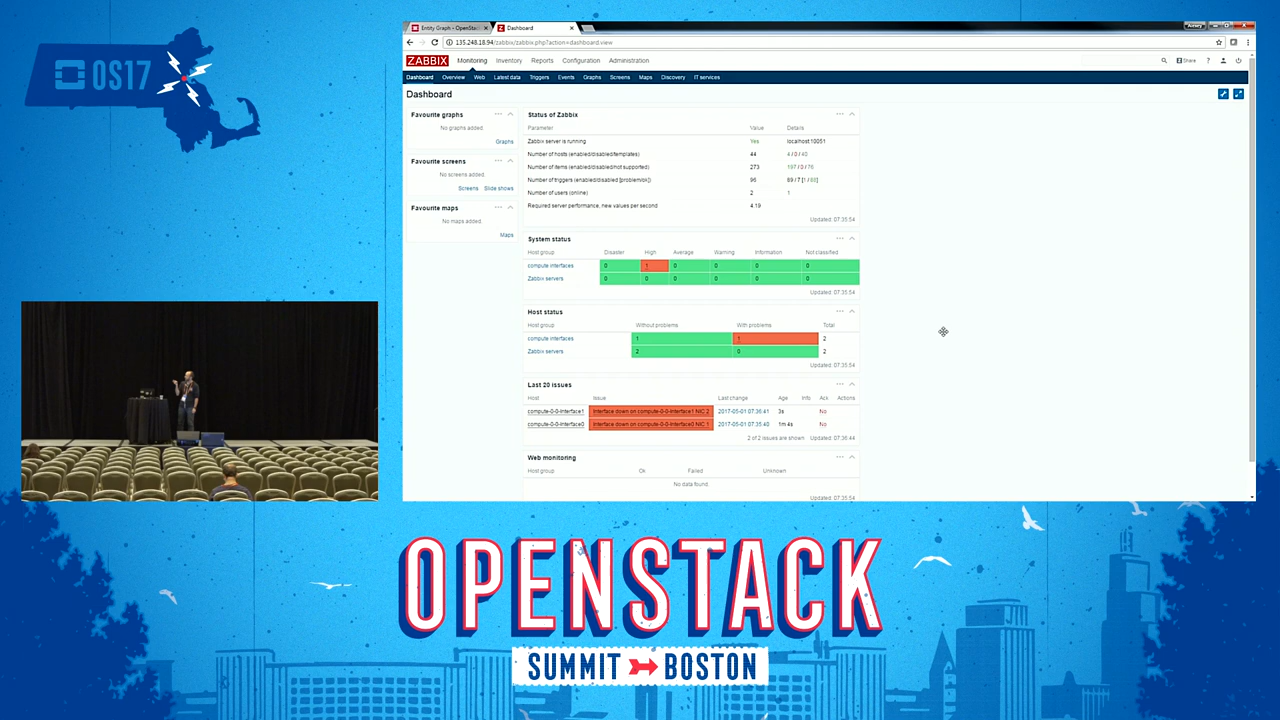 OS17
Entity Graph - OpenStac
Dashboard
135.248.18.94/zabbix/zabbix.php?action=dashboard.view
ZABBIX Monitoring Inventory Reports Configuration Administration Share ?
Dashboard Overview Web Latest data Triggers Events Graphs Screens Maps Discovery IT services
Dashboard
Favourite graphs
No graphs added.
Graphs
Favourite screens
No screens added.
Screens Slide shows
Favourite maps
No maps added.
Maps
Status of Zabbix
Parameter Value Details
Zabbix server is running Yes localhost:10051
Number of hosts (enabled/disabled/templates) 44 4 / 0 / 40
Number of items (enabled/disabled/not supported) 273 197 / 0 / 76
Number of triggers (enabled/disabled [problem/ok]) 96 89 / 7 [1 / 88]
Number of users (online) 2 1
Required server performance, new values per second 4.19
Updated: 07:35:54
System status
Host group Disaster High Average Warning Information Not classified
compute interfaces 0 1 0 0 0 0
Zabbix servers 0 0 0 0 0 0
Updated: 07:35:54
Host status
Host group Without problems With problems Total
compute interfaces 1 1 2
Zabbix servers 2 0 2
Updated: 07:35:54
Last 20 issues
Host Issue Last change Age Info Ack Actions
compute-0-0-Interface1 Interface down on compute-0-0-Interface1 NIC 2 2017-05-01 07:36:41 3s No
compute-0-0-Interface0 Interface down on compute-0-0-Interface0 NIC 1 2017-05-01 07:35:40 1m 4s No
2 of 2 issues are shown Updated: 07:36:44
Web monitoring
Host group Ok Failed Unknown
No data found.
Updated: 07:35:54
OPENSTACK
SUMMIT BOSTON